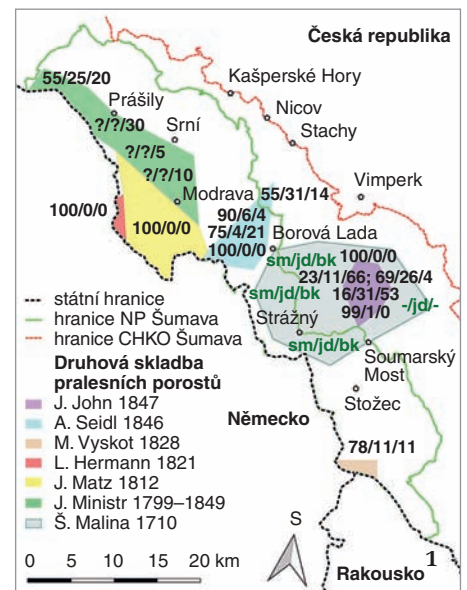 Česká republika
55/25/20
Kašperské Hory
Prášily
Nicov
?/?/30
Srní
Stachy
?/?/5
?/?/10
Vimperk
Modrava
55/31/14
100/0/0
90/6/4
100/0/0
75/4/21
Borová Lada
100/0/0
sm/jd/bk
100/0/0
23/11/66; 69/26/4
-/jd/-
sm/jd/bk
16/31/53
99/1/0
Strážný
sm/jd/bk
Soumarský
Most
Stožec
Německo
78/11/11
státní hranice
hranice NP Šumava
hranice CHKO Šumava
Druhová skladba
pralesních porostů
J. John 1847
A. Seidl 1846
M. Vyskot 1828
L. Hermann 1821
J. Matz 1812
J. Ministr 1799–1849
Š. Malina 1710
S
0 5 10 15 20 km
1
Rakousko